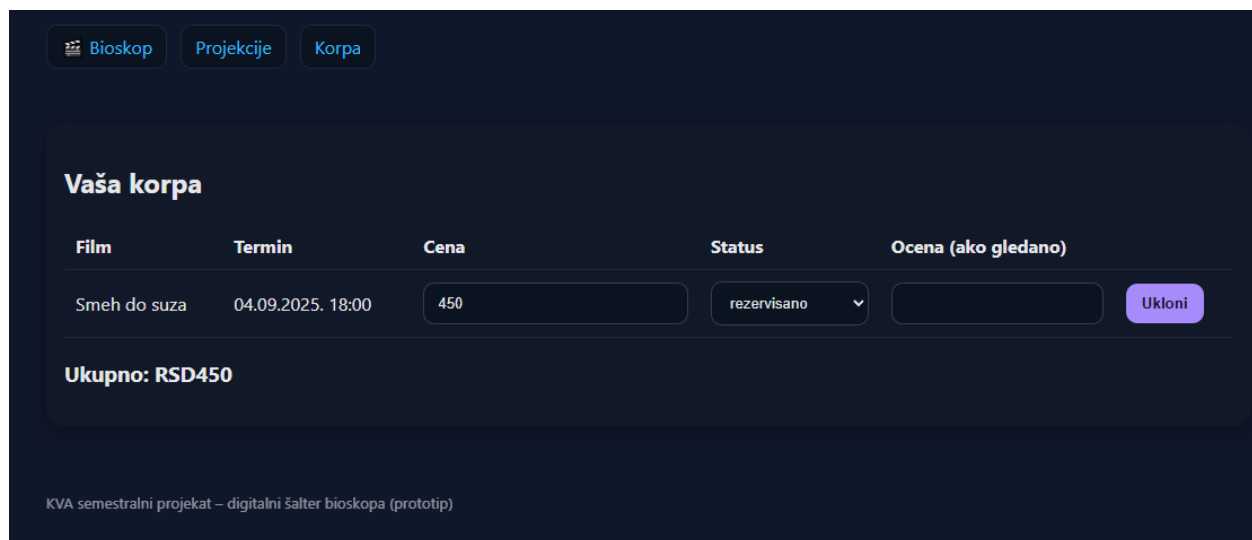 🎬 Bioskop Projekcije Korpa
Vaša korpa
Film Termin Cena Status Ocena (ako gledano)
Smeh do suza 04.09.2025. 18:00 450 rezervisano Ukloni
Ukupno: RSD450
KVA semestralni projekat – digitalni šalter bioskopa (prototip)